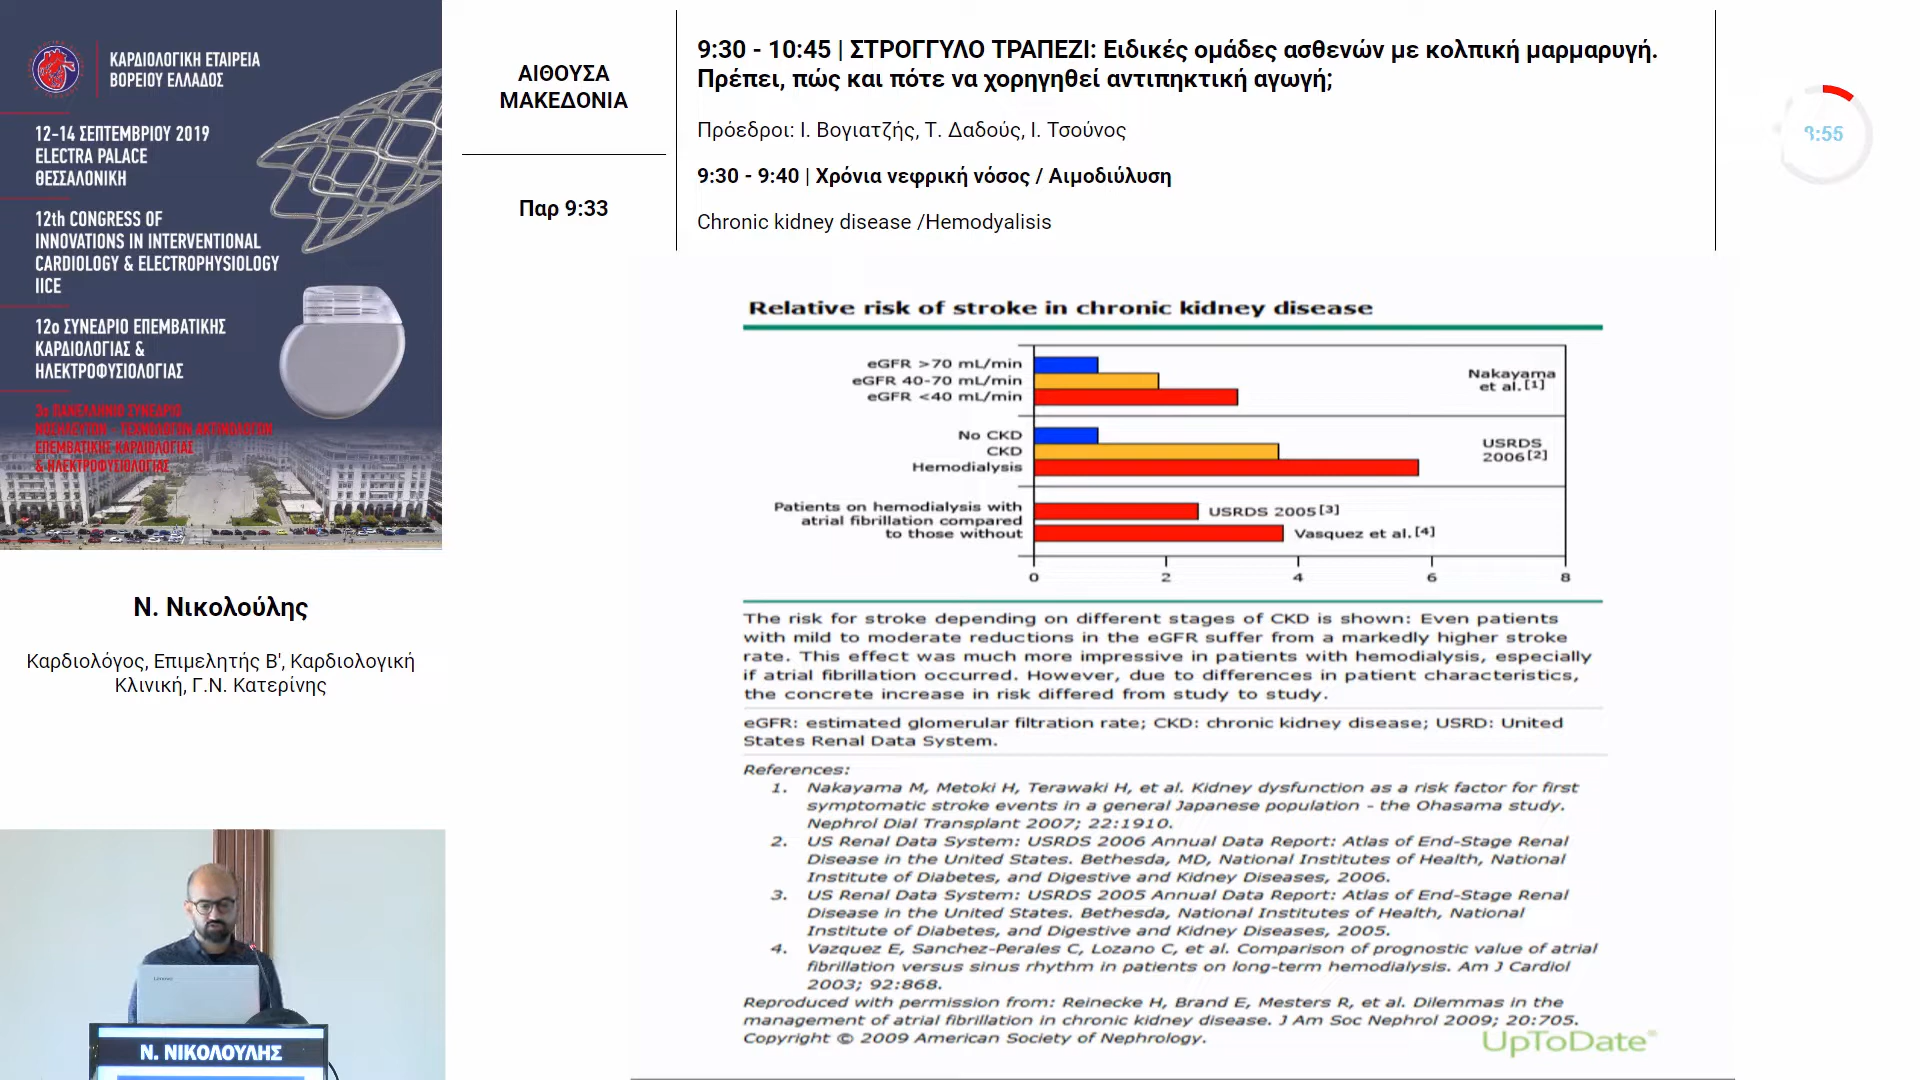 ΚΑΡΔΙΟΛΟΓΙΚΗ ΕΤΑΙΡΕΙΑ
ΒΟΡΕΙΟΥ ΕΛΛΑΔΟΣ
12-14 ΣΕΠΤΕΜΒΡΙΟΥ 2019
ELECTRA PALACE
ΘΕΣΣΑΛΟΝΙΚΗ
12th CONGRESS OF
INNOVATIONS IN INTERVENTIONAL
CARDIOLOGY & ELECTROPHYSIOLOGY
IICE
12ο ΣΥΝΕΔΡΙΟ ΕΠΕΜΒΑΤΙΚΗΣ
ΚΑΡΔΙΟΛΟΓΙΑΣ &
ΗΛΕΚΤΡΟΦΥΣΙΟΛΟΓΙΑΣ
3ο ΠΑΝΕΛΛΗΝΙΟ ΣΥΝΕΔΡΙΟ
ΝΟΣΗΛΕΥΤΩΝ - ΤΕΧΝΟΛΟΓΩΝ ΑΚΤΙΝΟΛΟΓΩΝ
ΕΠΕΜΒΑΤΙΚΗΣ ΚΑΡΔΙΟΛΟΓΙΑΣ
& ΗΛΕΚΤΡΟΦΥΣΙΟΛΟΓΙΑΣ
ΑΙΘΟΥΣΑ
ΜΑΚΕΔΟΝΙΑ
Παρ 9:33
9:30 - 10:45 | ΣΤΡΟΓΓΥΛΟ ΤΡΑΠΕΖΙ: Ειδικές ομάδες ασθενών με κολπική μαρμαρυγή.
Πρέπει, πώς και πότε να χορηγηθεί αντιπηκτική αγωγή;
Πρόεδροι: Ι. Βογιατζής, Τ. Δαδούς, Ι. Τσούνος
9:30 - 9:40 | Χρόνια νεφρική νόσος / Αιμοδιύλυση
Chronic kidney disease /Hemodyalisis
:55
Relative risk of stroke in chronic kidney disease
eGFR >70 mL/min
eGFR 40-70 mL/min
eGFR <40 mL/min
Nakayama
et al.[1]
No CKD
CKD
Hemodialysis
USRDS
2006[2]
Patients on hemodialysis with
atrial fibrillation compared
to those without
USRDS 2005[3]
Vasquez et al.[4]
0 2 4 6 8
The risk for stroke depending on different stages of CKD is shown: Even patients
with mild to moderate reductions in the eGFR suffer from a markedly higher stroke
rate. This effect was much more impressive in patients with hemodialysis, especially
if atrial fibrillation occurred. However, due to differences in patient characteristics,
the concrete increase in risk differed from study to study.
eGFR: estimated glomerular filtration rate; CKD: chronic kidney disease; USRD: United
States Renal Data System.
References:
1. Nakayama M, Metoki H, Terawaki H, et al. Kidney dysfunction as a risk factor for first
symptomatic stroke events in a general Japanese population - the Ohasama study.
Nephrol Dial Transplant 2007; 22:1910.
2. US Renal Data System: USRDS 2006 Annual Data Report: Atlas of End-Stage Renal
Disease in the United States. Bethesda, MD, National Institutes of Health, National
Institute of Diabetes, and Digestive and Kidney Diseases, 2006.
3. US Renal Data System: USRDS 2005 Annual Data Report: Atlas of End-Stage Renal
Disease in the United States. Bethesda, National Institutes of Health, National
Institute of Diabetes, and Digestive and Kidney Diseases, 2005.
4. Vazquez E, Sanchez-Perales C, Lozano C, et al. Comparison of prognostic value of atrial
fibrillation versus sinus rhythm in patients on long-term hemodialysis. Am J Cardiol
2003; 92:868.
Reproduced with permission from: Reinecke H, Brand E, Mesters R, et al. Dilemmas in the
management of atrial fibrillation in chronic kidney disease. J Am Soc Nephrol 2009; 20:705.
Copyright © 2009 American Society of Nephrology.
UpToDate®
Ν. Νικολούλης
Καρδιολόγος, Επιμελητής Β', Καρδιολογική
Κλινική, Γ.Ν. Κατερίνης
Lenovo
Ν. ΝΙΚΟΛΟΥΛΗΣ